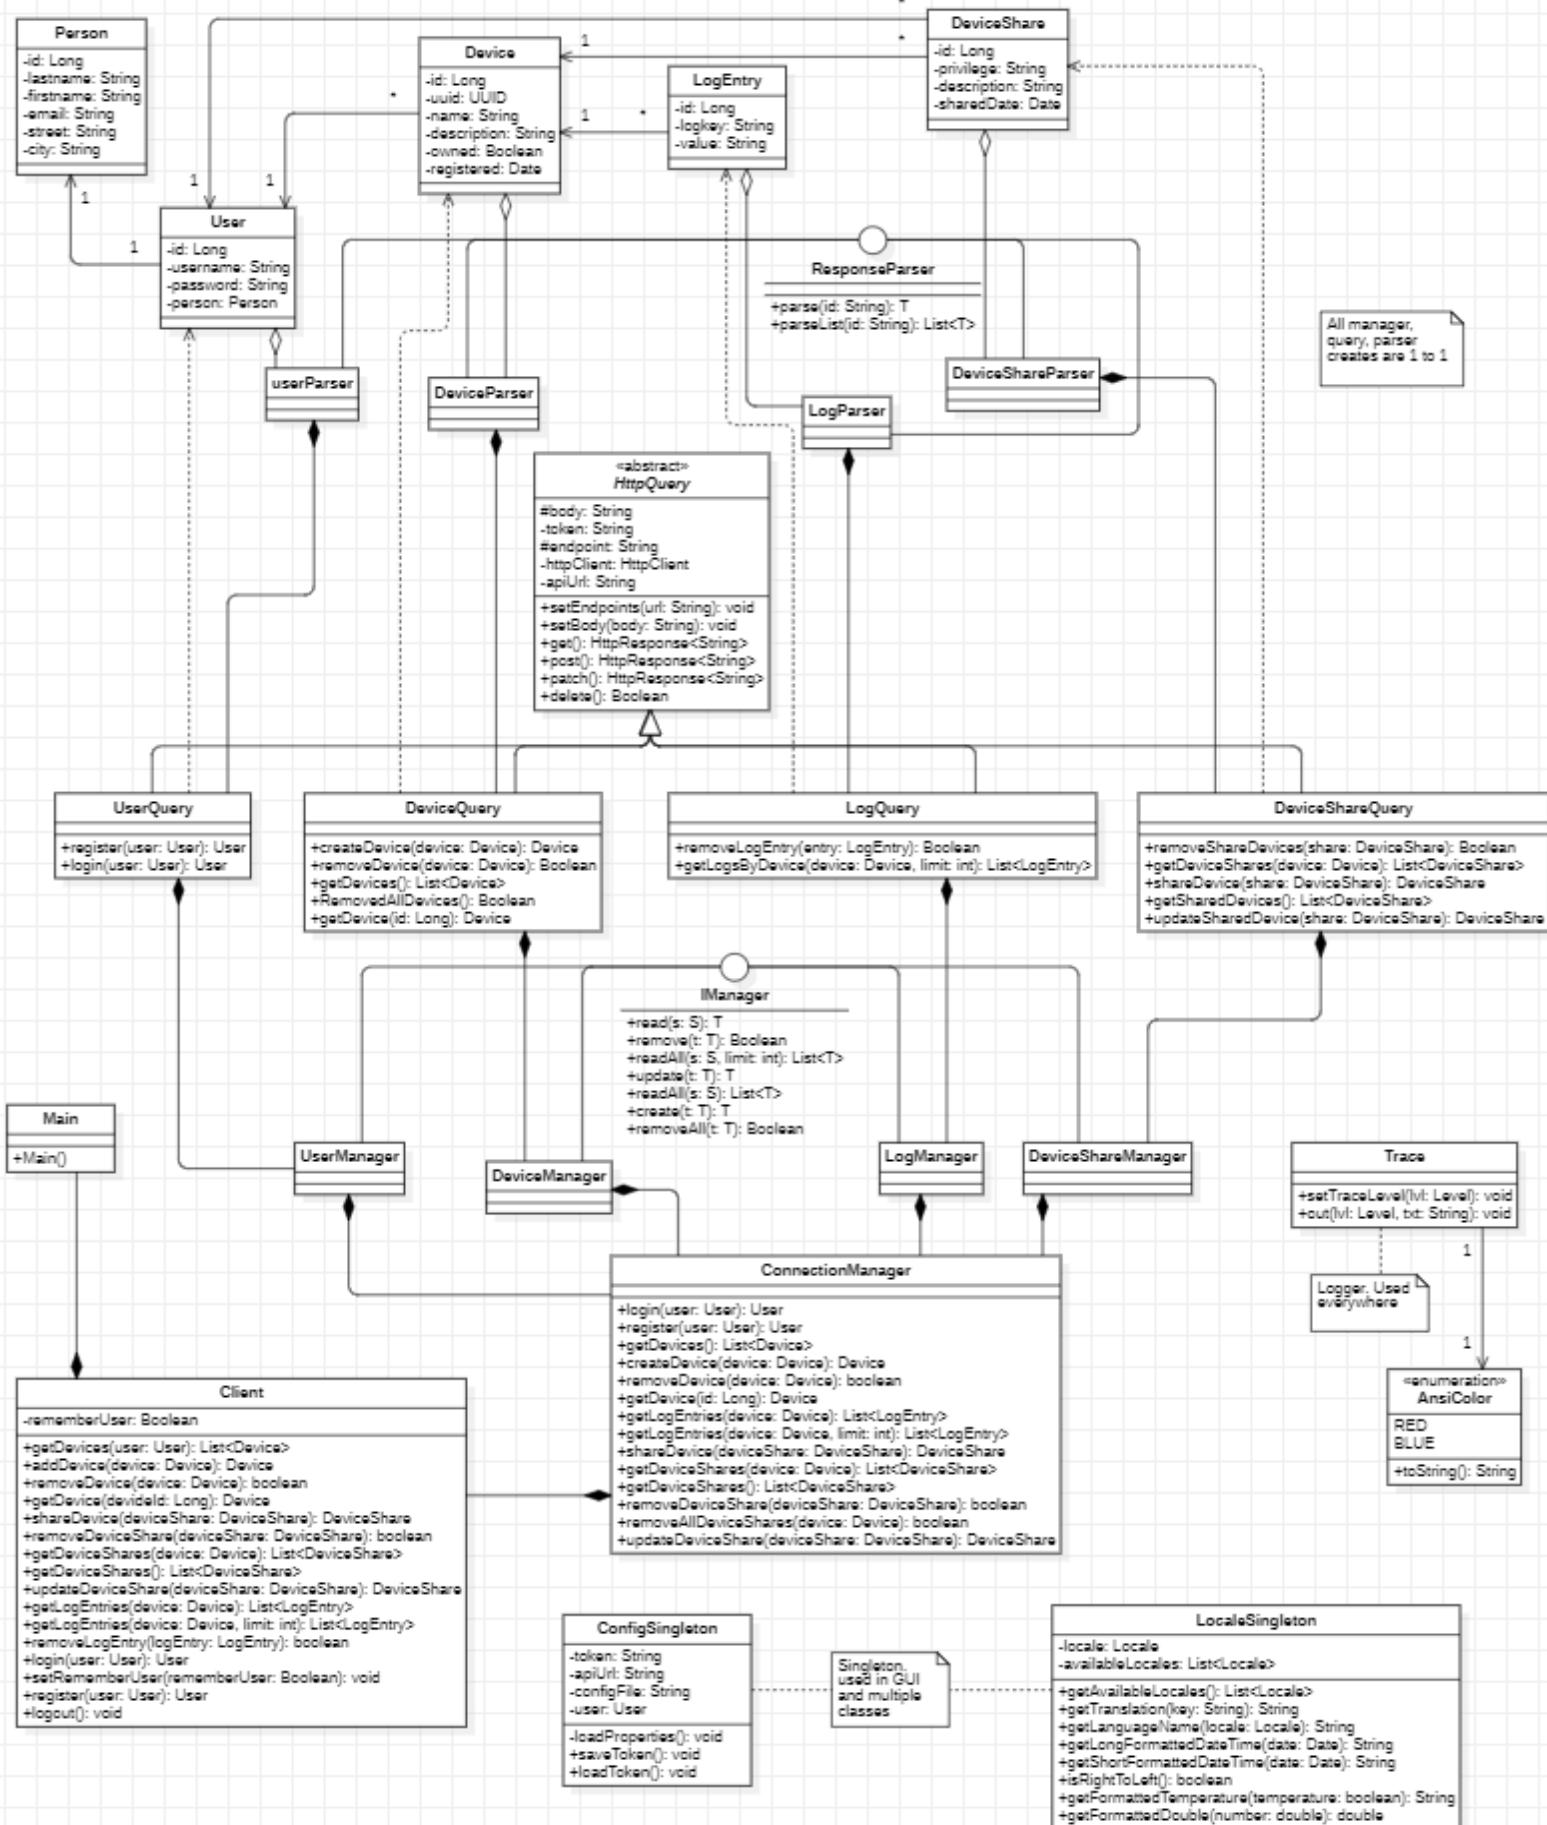 Person
-id: Long
-lastname: String
-firstname: String
-email: String
-street: String
-city: String
Device
-id: Long
-uuid: UUID
-name: String
-description: String
-owned: Boolean
-registered: Date
LogEntry
-id: Long
-logkey: String
-value: String
DeviceShare
-id: Long
-privilege: String
-description: String
-sharedDate: Date
1
*
*
1
*
*
1
1
1
1
User
-id: Long
-username: String
-password: String
-person: Person
ResponseParser
+parse(id: String): T
+parseList(id: String): List<T>
All manager,
query, parser
creates are 1 to 1
userParser
DeviceParser
LogParser
DeviceShareParser
«abstract»
HttpQuery
#body: String
-token: String
#endpoint: String
-httpClient: HttpClient
-apiUrl: String
+setEndpoints(url: String): void
+setBody(body: String): void
+get(): HttpResponse<String>
+post(): HttpResponse<String>
+patch(): HttpResponse<String>
+delete(): Boolean
UserQuery
+register(user: User): User
+login(user: User): User
DeviceQuery
+createDevice(device: Device): Device
+removeDevice(device: Device): Boolean
+getDevices(): List<Device>
+RemovedAllDevices(): Boolean
+getDevice(id: Long): Device
LogQuery
+removeLogEntry(entry: LogEntry): Boolean
+getLogsByDevice(device: Device, limit: int): List<LogEntry>
DeviceShareQuery
+removeShareDevices(share: DeviceShare): Boolean
+getDeviceShares(device: Device): List<DeviceShare>
+shareDevice(share: DeviceShare): DeviceShare
+getSharedDevices(): List<DeviceShare>
+updateSharedDevice(share: DeviceShare): DeviceShare
IManager
+read(s: S): T
+remove(t: T): Boolean
+readAll(s: S, limit: int): List<T>
+update(t: T): T
+readAll(s: S): List<T>
+create(t: T): T
+removeAll(t: T): Boolean
Main
+Main()
UserManager
DeviceManager
LogManager
DeviceShareManager
Trace
+setTraceLevel(lvl: Level): void
+out(lvl: Level, txt: String): void
1
Logger. Used
everywhere
1
«enumeration»
AnsiColor
RED
BLUE
+toString(): String
ConnectionManager
+login(user: User): User
+register(user: User): User
+getDevices(): List<Device>
+createDevice(device: Device): Device
+removeDevice(device: Device): boolean
+getDevice(id: Long): Device
+getLogEntries(device: Device): List<LogEntry>
+getLogEntries(device: Device, limit: int): List<LogEntry>
+shareDevice(deviceShare: DeviceShare): DeviceShare
+getDeviceShares(device: Device): List<DeviceShare>
+getDeviceShares(): List<DeviceShare>
+removeDeviceShare(deviceShare: DeviceShare): boolean
+removeAllDeviceShares(device: Device): boolean
+updateDeviceShare(deviceShare: DeviceShare): DeviceShare
Client
-rememberUser: Boolean
+getDevices(user: User): List<Device>
+addDevice(device: Device): Device
+removeDevice(device: Device): boolean
+getDevice(devideId: Long): Device
+shareDevice(deviceShare: DeviceShare): DeviceShare
+removeDeviceShare(deviceShare: DeviceShare): boolean
+getDeviceShares(device: Device): List<DeviceShare>
+getDeviceShares(): List<DeviceShare>
+updateDeviceShare(deviceShare: DeviceShare): DeviceShare
+getLogEntries(device: Device): List<LogEntry>
+getLogEntries(device: Device, limit: int): List<LogEntry>
+removeLogEntry(logEntry: LogEntry): boolean
+login(user: User): User
+setRememberUser(rememberUser: Boolean): void
+register(user: User): User
+logout(): void
ConfigSingleton
-token: String
-apiUrl: String
-configFile: String
-user: User
-loadProperties(): void
+saveToken(): void
+loadToken(): void
Singleton.
used in GUI
and multiple
classes
LocaleSingleton
-locale: Locale
-availableLocales: List<Locale>
+getAvailableLocales(): List<Locale>
+getTranslation(key: String): String
+getLanguageName(locale: Locale): String
+getLongFormattedDateTime(date: Date): String
+getShortFormattedDateTime(date: Date): String
+isRightToLeft(): boolean
+getFormattedTemperature(temperature: boolean): String
+getFormattedDouble(number: double): double